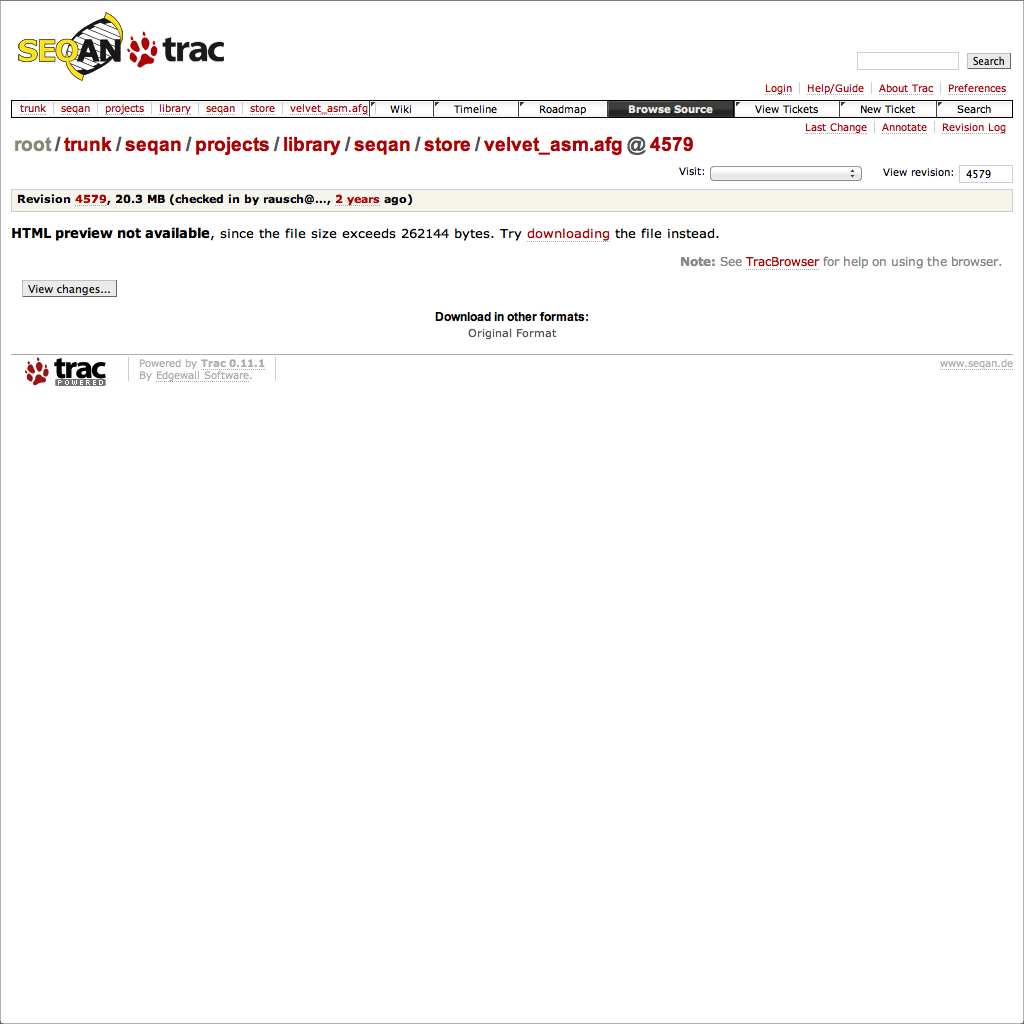 SEQAN trac
Search
Login Help/Guide About Trac Preferences
trunk seqan projects library seqan store velvet_asm.afg Wiki Timeline Roadmap Browse Source View Tickets New Ticket Search
Last Change Annotate Revision Log
root / trunk / seqan / projects / library / seqan / store / velvet_asm.afg @ 4579
Visit: View revision: 4579
Revision 4579, 20.3 MB (checked in by rausch@..., 2 years ago)
HTML preview not available, since the file size exceeds 262144 bytes. Try downloading the file instead.
Note: See TracBrowser for help on using the browser.
View changes...
Download in other formats:
Original Format
trac POWERED
Powered by Trac 0.11.1
By Edgewall Software.
www.seqan.de